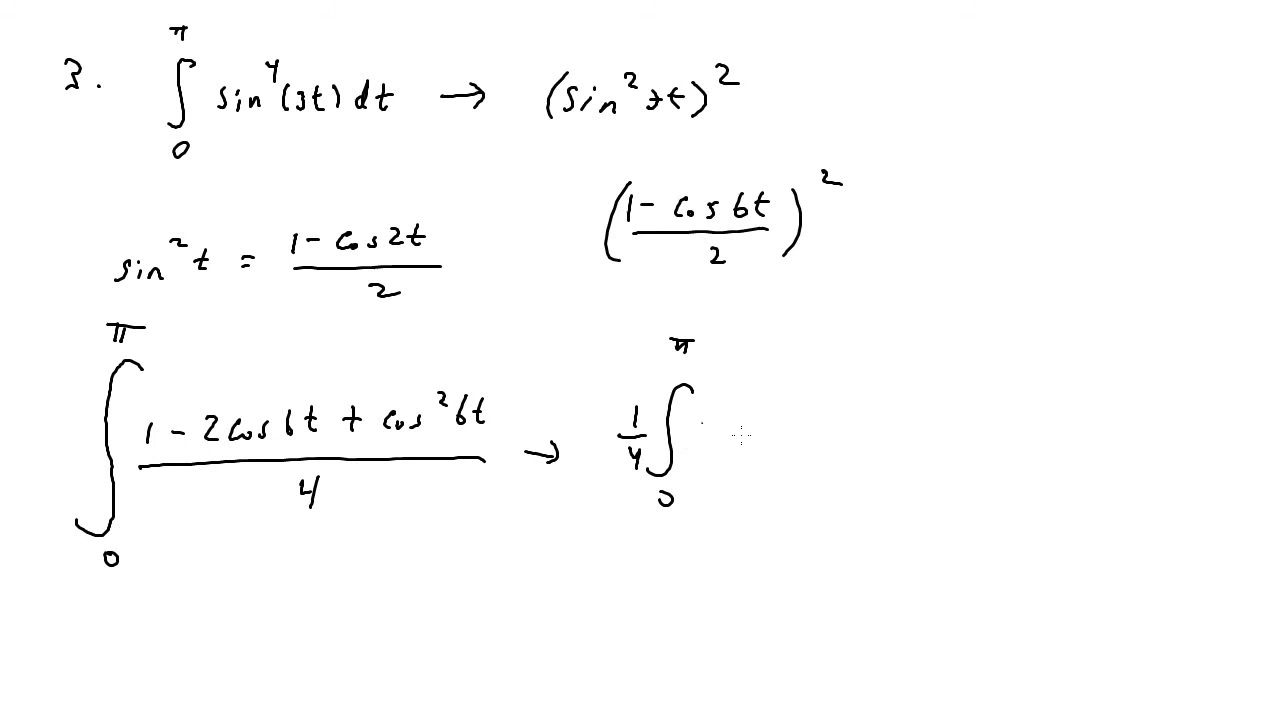 3. ∫₀^π sin⁴(3t) dt → (sin² 3t)²
sin² t = (1 - cos 2t)/2
((1 - cos 6t)/2)²
∫₀^π (1 - 2cos 6t + cos² 6t)/4 → 1/4 ∫₀^π